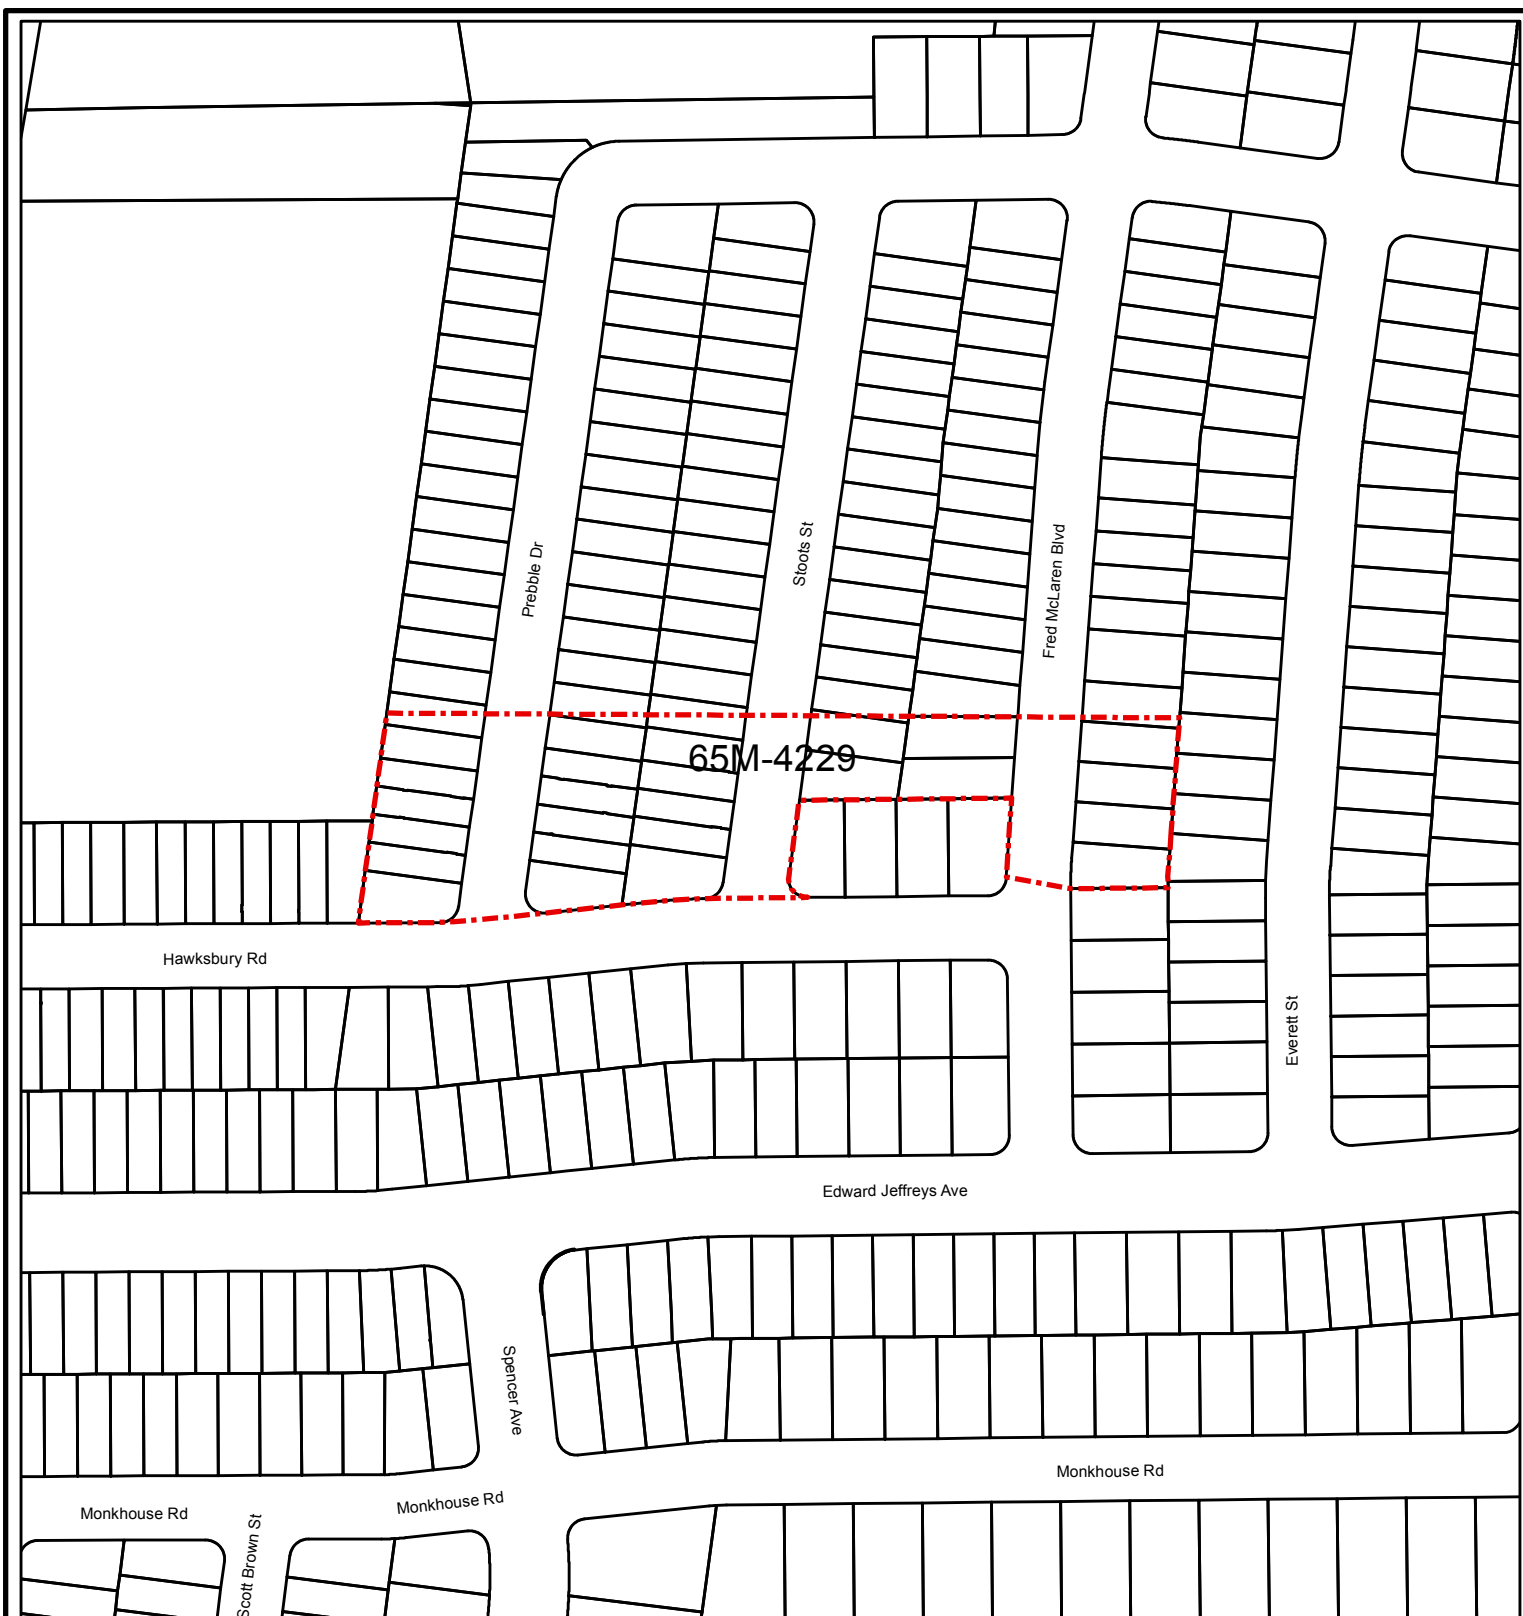 Prebble Dr
Stoots St
Fred McLaren Blvd
65M-4229
Hawksbury Rd
Everett St
Edward Jeffreys Ave
Spencer Ave
Monkhouse Rd
Monkhouse Rd
Monkhouse Rd
Scott Brown St